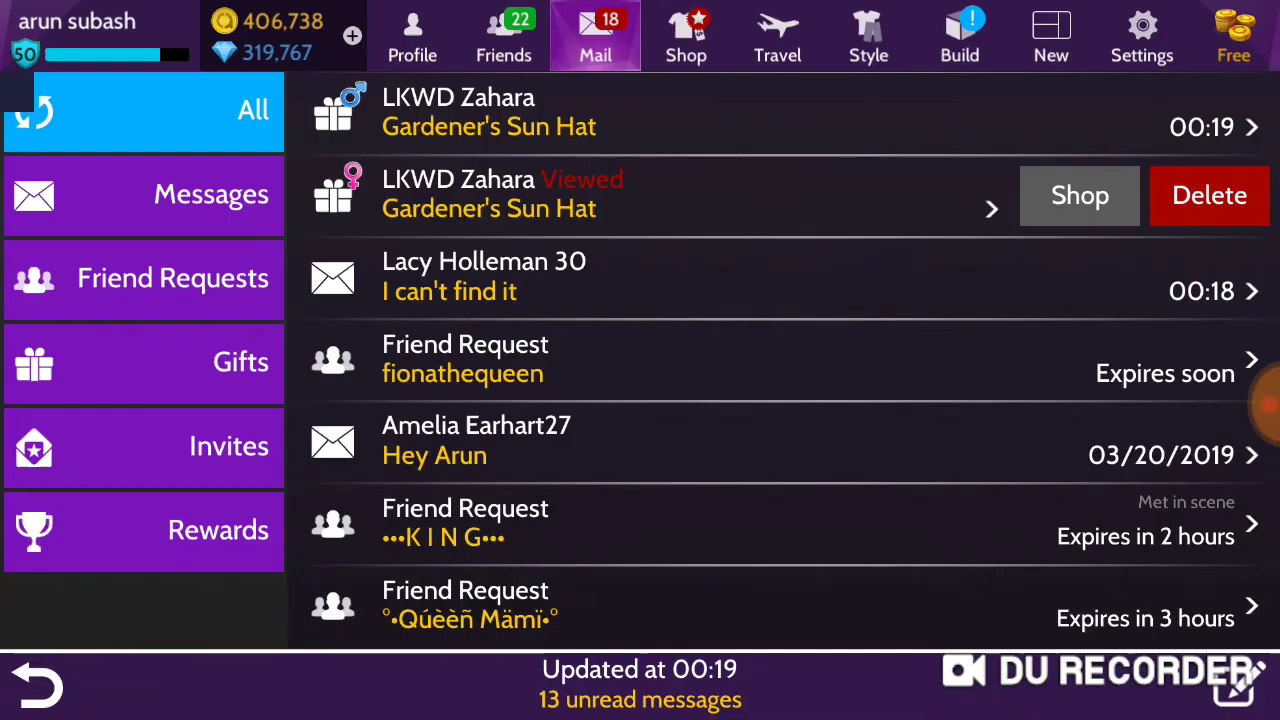 arun subash
50
406,738
319,767
Profile
22
Friends
18
Mail
Shop
Travel
Style
!
Build
New
Settings
Free
All
Messages
Friend Requests
Gifts
Invites
Rewards
LKWD Zahara
Gardener's Sun Hat
00:19
LKWD Zahara Viewed
Gardener's Sun Hat
Shop
Delete
Lacy Holleman 30
I can't find it
00:18
Friend Request
fionathequeen
Expires soon
Amelia Earhart27
Hey Arun
03/20/2019
Friend Request
•••K I N G•••
Met in scene
Expires in 2 hours
Friend Request
°•Qúèèñ Mämï•°
Expires in 3 hours
Updated at 00:19
13 unread messages
DU RECORDER